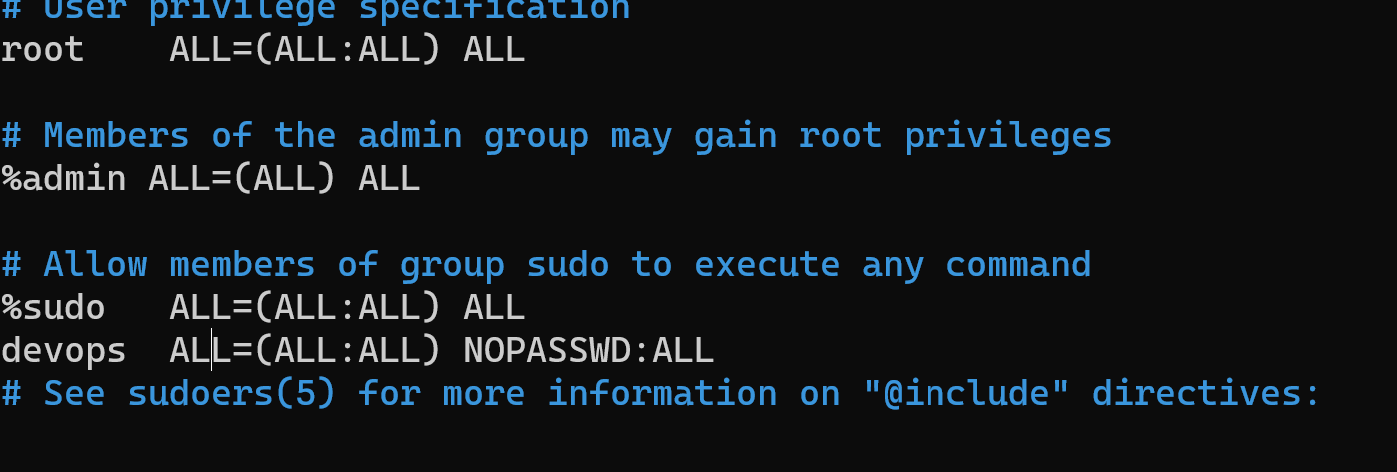 # User privilege specification
root    ALL=(ALL:ALL) ALL
# Members of the admin group may gain root privileges
%admin ALL=(ALL) ALL
# Allow members of group sudo to execute any command
%sudo   ALL=(ALL:ALL) ALL
devops  ALL=(ALL:ALL) NOPASSWD:ALL
# See sudoers(5) for more information on "@include" directives: